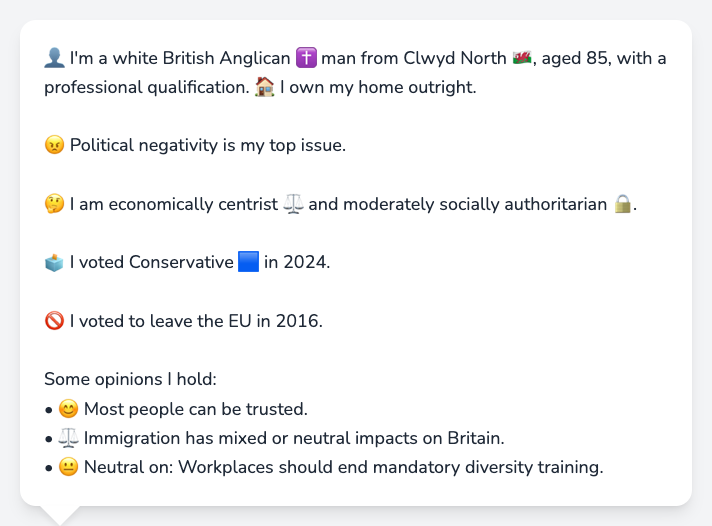 👤 I'm a white British Anglican ✝️ man from Clwyd North 🏴󠁧󠁢󠁷󠁬󠁳󠁿, aged 85, with a
professional qualification. 🏠 I own my home outright.
😠 Political negativity is my top issue.
🤔 I am economically centrist ⚖️ and moderately socially authoritarian 🔒.
🗳️ I voted Conservative 🟦 in 2024.
🚫 I voted to leave the EU in 2016.
Some opinions I hold:
• 😊 Most people can be trusted.
• ⚖️ Immigration has mixed or neutral impacts on Britain.
• 😐 Neutral on: Workplaces should end mandatory diversity training.